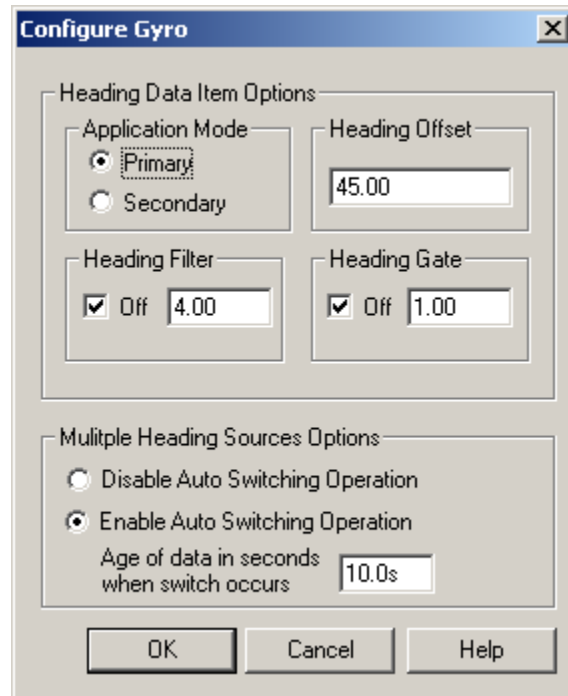 Configure Gyro
Heading Data Item Options
Application Mode
Primary
Secondary
Heading Offset
45.00
Heading Filter
Off 4.00
Heading Gate
Off 1.00
Mulitple Heading Sources Options
Disable Auto Switching Operation
Enable Auto Switching Operation
Age of data in seconds
when switch occurs
10.0s
OK Cancel Help